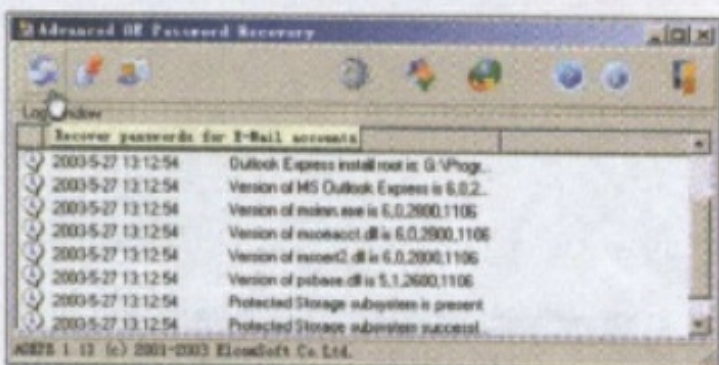 Advanced OE Password Recovery
Log window
Recover passwords for E-Mail accounts
2003-5-27 13:12:54 Outlook Express install root is: G:\Progr...
2003-5-27 13:12:54 Version of MS Outlook Express is 6,0,2...
2003-5-27 13:12:54 Version of msimn.exe is 6,0,2800,1106
2003-5-27 13:12:54 Version of msoeacct.dll is 6,0,2800,1106
2003-5-27 13:12:54 Version of msoert2.dll is 6,0,2800,1106
2003-5-27 13:12:54 Version of pstbase.dll is 5,1,2600,1106
2003-5-27 13:12:54 Protected Storage subsystem is present
2003-5-27 13:12:54 Protected Storage subsystem successf...
(c) 2001-2003 ElcomSoft Co.Ltd.